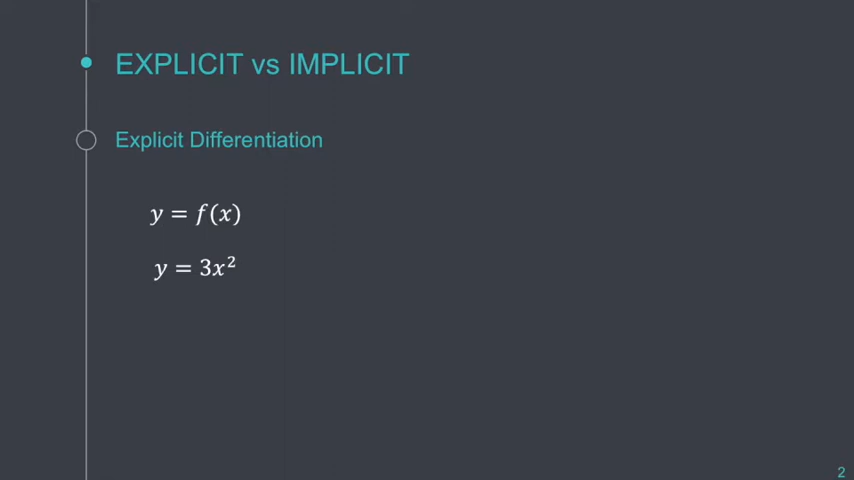 EXPLICIT vs IMPLICIT
Explicit Differentiation
y = f(x)
y = 3x²
2